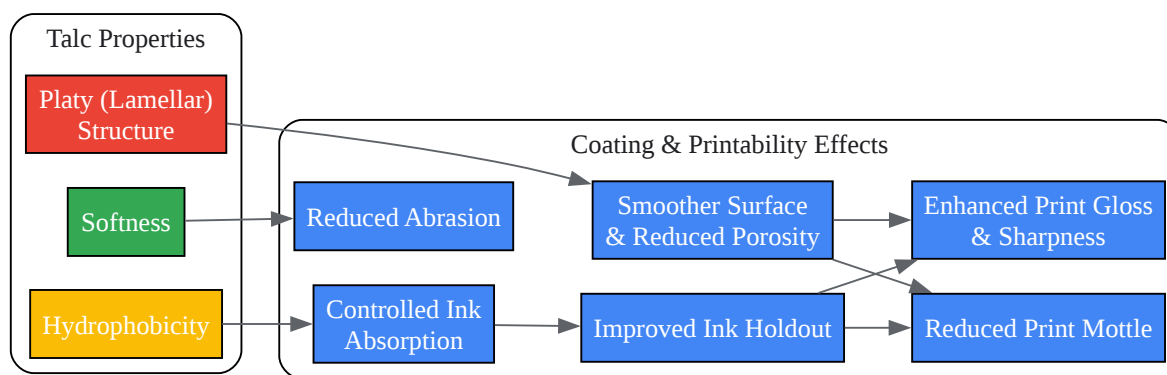 Talc Properties
Platy (Lamellar)
Structure
Softness
Hydrophobicity
Coating & Printability Effects
Reduced Abrasion
Smoother Surface
& Reduced Porosity
Enhanced Print Gloss
& Sharpness
Controlled Ink
Absorption
Improved Ink Holdout
Reduced Print Mottle